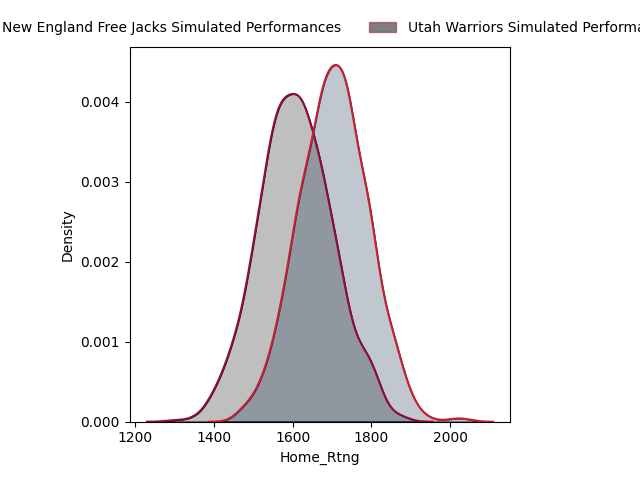 New England Free Jacks Simulated Performances
Utah Warriors Simulated
0.004
0.003
0.002
0.001
0.000
Density
1200 1400 1600 1800 2000
Home_Rtng